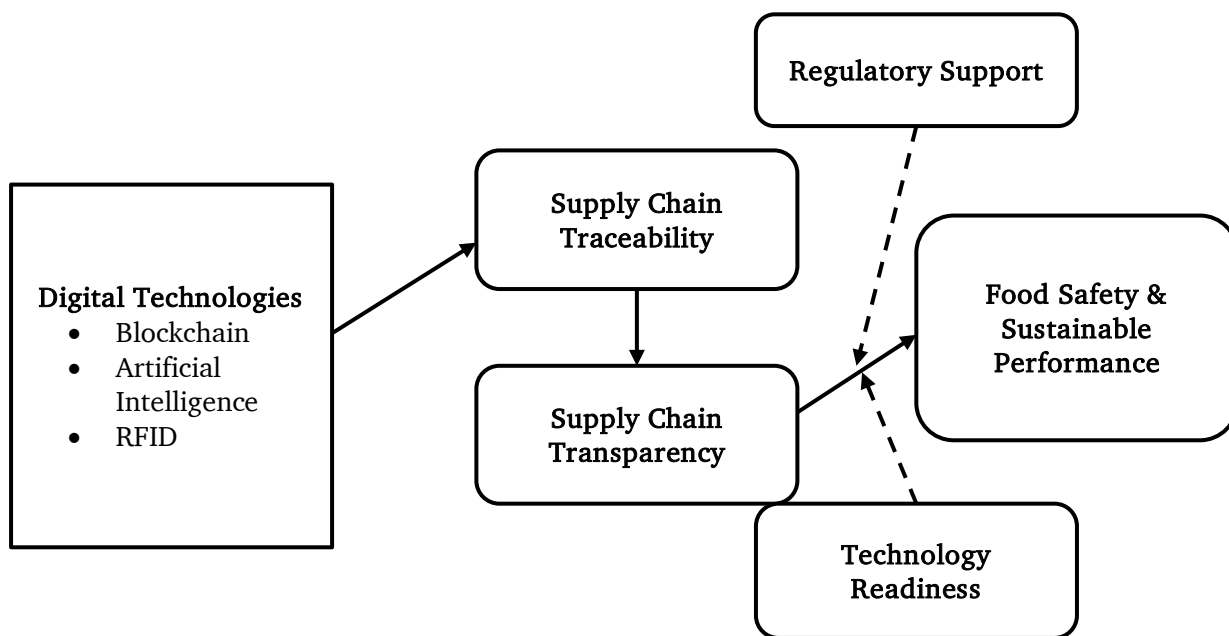 Regulatory Support
Supply Chain
Traceability
Digital Technologies
• Blockchain
• Artificial
Intelligence
• RFID
Food Safety &
Sustainable
Performance
Supply Chain
Transparency
Technology
Readiness